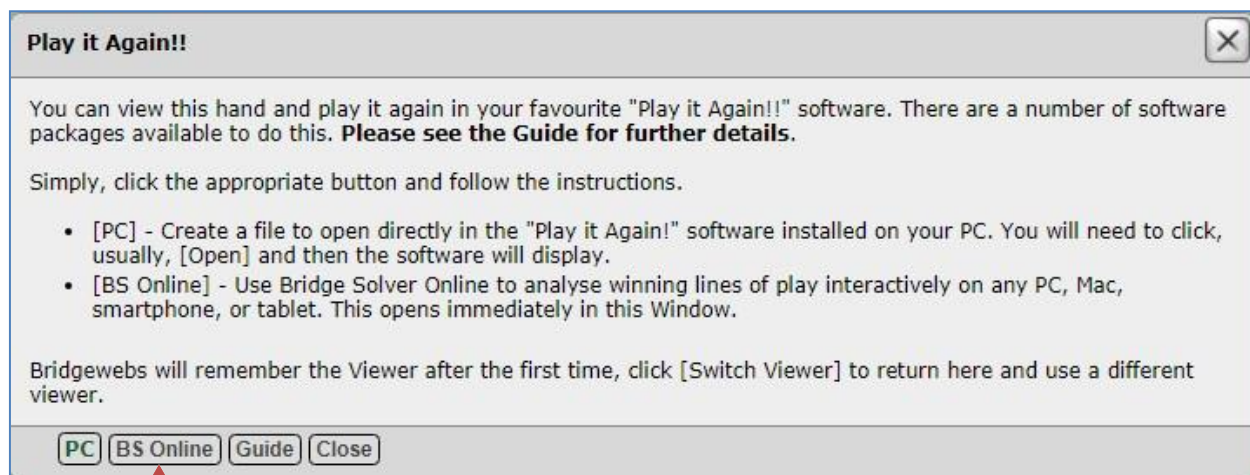 Play it Again!!
You can view this hand and play it again in your favourite "Play it Again!!" software. There are a number of software
packages available to do this. Please see the Guide for further details.
Simply, click the appropriate button and follow the instructions.
• [PC] - Create a file to open directly in the "Play it Again!" software installed on your PC. You will need to click,
usually, [Open] and then the software will display.
• [BS Online] - Use Bridge Solver Online to analyse winning lines of play interactively on any PC, Mac,
smartphone, or tablet. This opens immediately in this Window.
Bridgewebs will remember the Viewer after the first time, click [Switch Viewer] to return here and use a different
viewer.
PC BS Online Guide Close